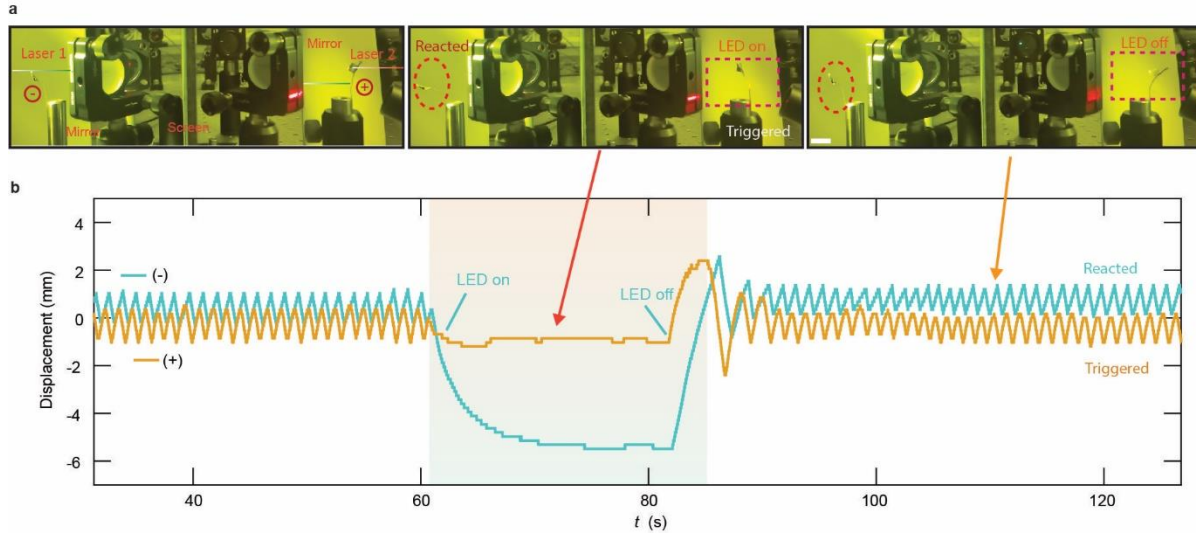 a
Laser 1
Mirror
Laser 2
-
+
Mirror
Screen
Reacted
LED on
Triggered
LED off
b
4
2
0
-2
-4
-6
Displacement (mm)
(-)
(+)
LED on
LED off
Reacted
Triggered
40
60
80
100
120
t (s)